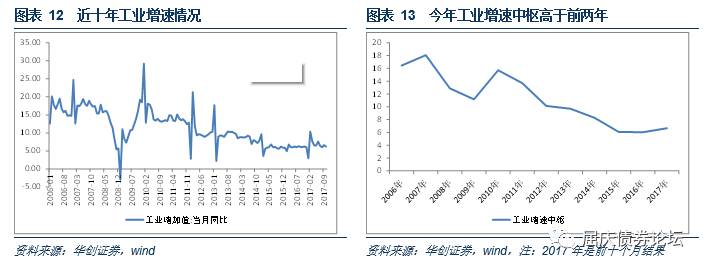 图表 12 近十年工业增速情况
35.00
30.00
25.00
20.00
15.00
10.00
5.00
0.00
-5.00
2006-01
2006-08
2007-03
2007-10
2008-05
2008-12
2009-07
2010-02
2010-09
2011-04
2011-11
2012-06
2013-01
2013-08
2014-03
2014-10
2015-05
2015-12
2016-07
2017-02
2017-09
工业增加值:当月同比
资料来源：华创证券，wind
图表 13 今年工业增速中枢高于前两年
20
18
16
14
12
10
8
6
4
2
0
2006年
2007年
2008年
2009年
2010年
2011年
2012年
2013年
2014年
2015年
2016年
2017年
工业增速中枢
资料来源：华创证券，wind，注：2017年是前十个月结果
屈庆债券论坛